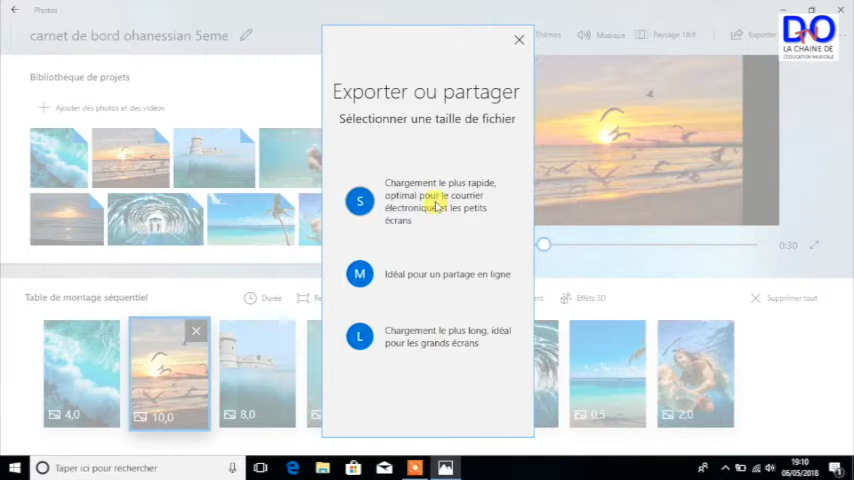 Photos
carnet de bord ohanessian 5eme
Thèmes
Musique
Paysage 16:9
Exporter
DO
TV
LA CHAINE DE
L'EDUCATION MUSICALE
Bibliothèque de projets
Ajouter des photos et des vidéos
Exporter ou partager
Sélectionner une taille de fichier
S
Chargement le plus rapide,
optimal pour le courrier
électronique et les petits
écrans
M
Idéal pour un partage en ligne
L
Chargement le plus long, idéal
pour les grands écrans
0:30
Table de montage séquentiel
Durée
Effets 3D
Supprimer tout
4,0
10,0
8,0
0,5
2,0
Taper ici pour rechercher
19:10
06/05/2018
1